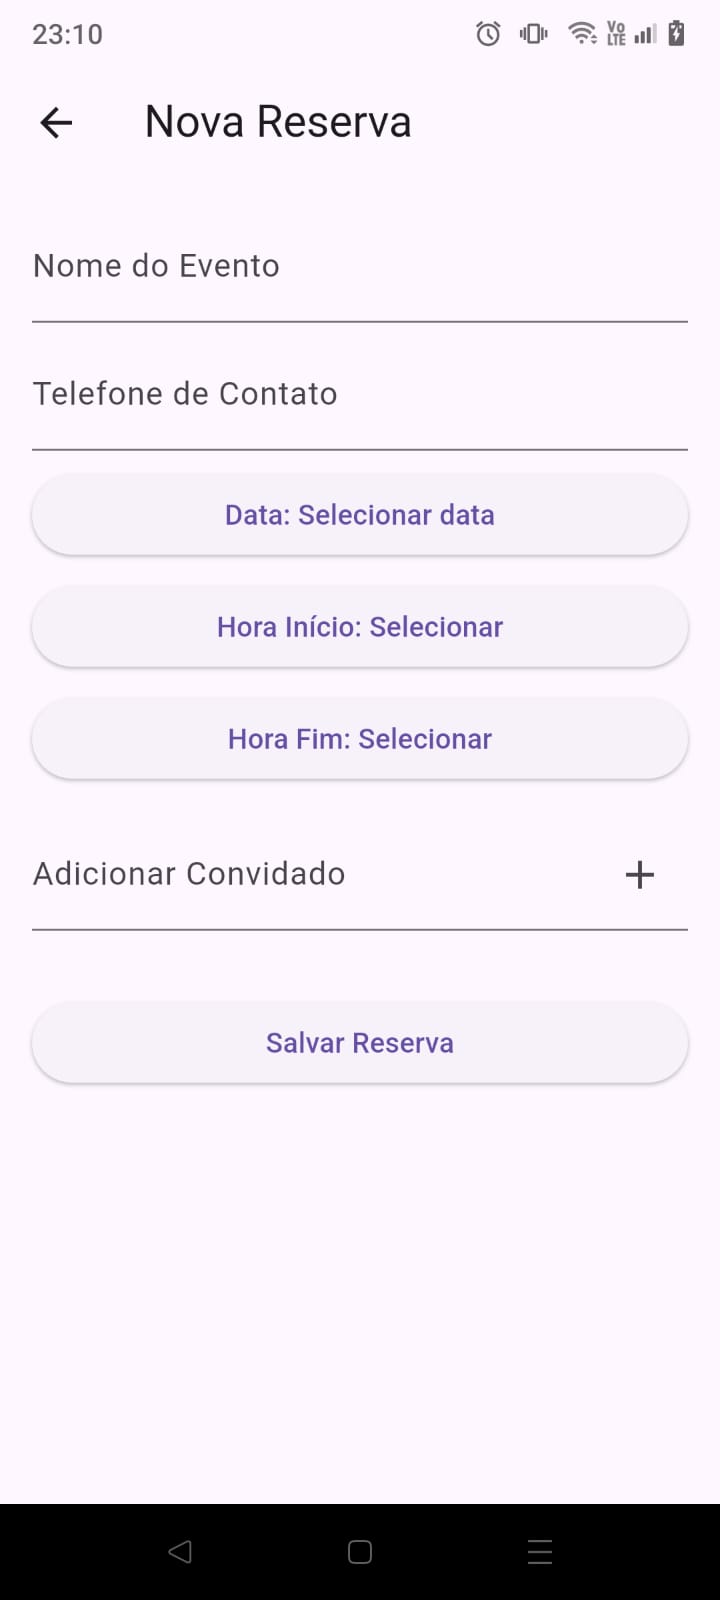 23:10
Vo
LTE
Nova Reserva
Nome do Evento
Telefone de Contato
Data: Selecionar data
Hora Início: Selecionar
Hora Fim: Selecionar
Adicionar Convidado
Salvar Reserva